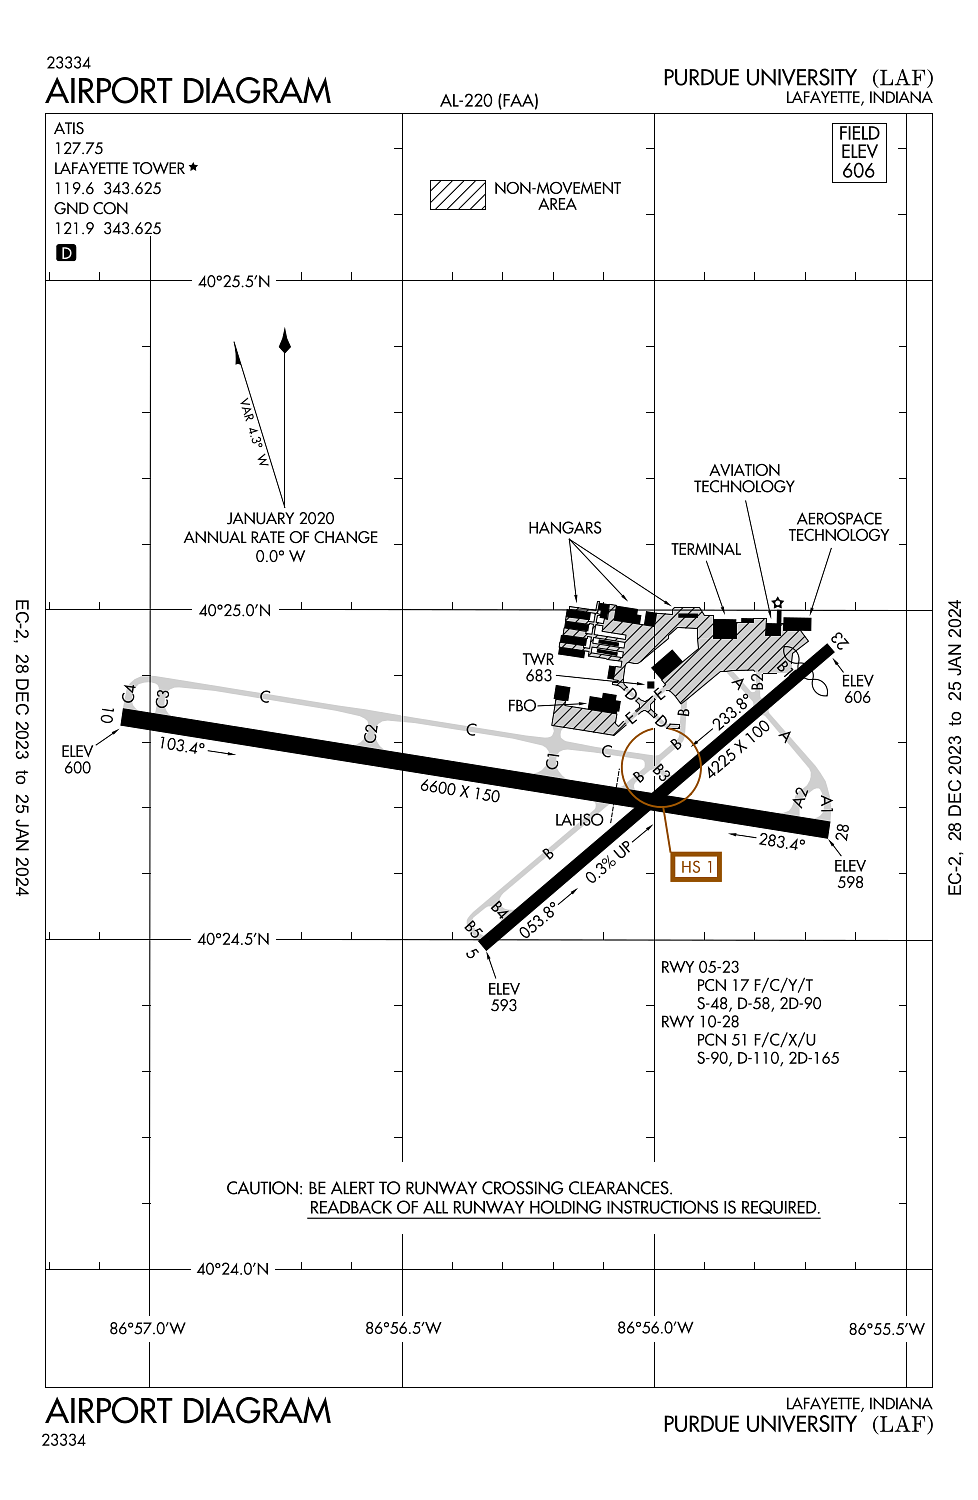 23334
AIRPORT DIAGRAM
AL-220 (FAA)
PURDUE UNIVERSITY (LAF)
LAFAYETTE, INDIANA
ATIS
127.75
LAFAYETTE TOWER ★
119.6 343.625
GND CON
121.9 343.625
D
NON-MOVEMENT
AREA
FIELD
ELEV
606
40°25.5'N
VAR 4.3° W
JANUARY 2020
ANNUAL RATE OF CHANGE
0.0° W
AVIATION
TECHNOLOGY
HANGARS
AEROSPACE
TECHNOLOGY
TERMINAL
40°25.0'N
TWR
683
FBO
23
ELEV
606
C4
C3
C
10
ELEV
600
103.4°
C2
C
C1
C
6600 X 150
D
E
E
D
B
A
B2
B1
233.8°
4225 X 100
A
B
B3
B
A2
A1
28
283.4°
ELEV
598
LAHSO
HS 1
B
0.3% UP
053.8°
B4
B5
5
ELEV
593
40°24.5'N
RWY 05-23
PCN 17 F/C/Y/T
S-48, D-58, 2D-90
RWY 10-28
PCN 51 F/C/X/U
S-90, D-110, 2D-165
CAUTION: BE ALERT TO RUNWAY CROSSING CLEARANCES.
READBACK OF ALL RUNWAY HOLDING INSTRUCTIONS IS REQUIRED.
40°24.0'N
86°57.0'W
86°56.5'W
86°56.0'W
86°55.5'W
EC-2, 28 DEC 2023 to 25 JAN 2024
EC-2, 28 DEC 2023 to 25 JAN 2024
AIRPORT DIAGRAM
23334
LAFAYETTE, INDIANA
PURDUE UNIVERSITY (LAF)